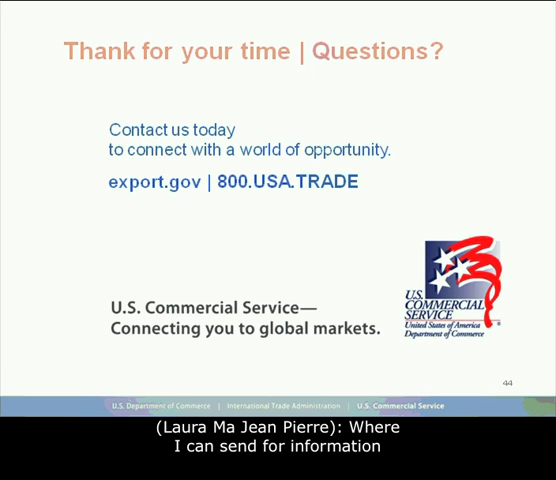 Thank for your time | Questions?
Contact us today
to connect with a world of opportunity.
export.gov | 800.USA.TRADE
U.S. Commercial Service—
Connecting you to global markets.
U.S.
COMMERCIAL
SERVICE
United States of America
Department of Commerce
44
U.S. Department of Commerce | International Trade Administration | U.S. Commercial Service
(Laura Ma Jean Pierre): Where
I can send for information